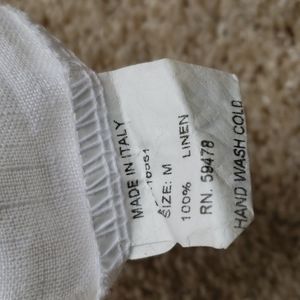 MADE IN ITALY
SIZE: M
100% LINEN
RN. 59478
HAND WASH COLD